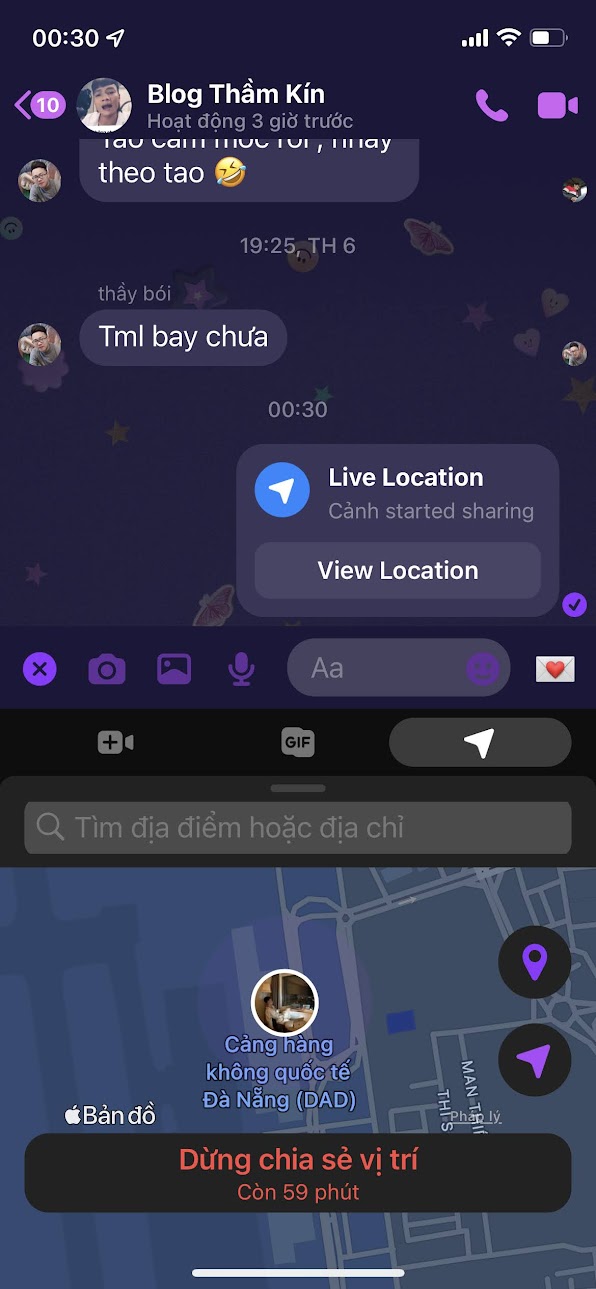 00:30
10
Blog Thầm Kín
Hoạt động 3 giờ trước
theo tao 🤣
19:25, TH 6
thầy bói
Tml bay chưa
00:30
Live Location
Cảnh started sharing
View Location
Aa
GIF
Tìm địa điểm hoặc địa chỉ
Cảng hàng
không quốc tế
Đà Nẵng (DAD)
MAN THI
THI S
Bản đồ
Pháp lý
Dừng chia sẻ vị trí
Còn 59 phút